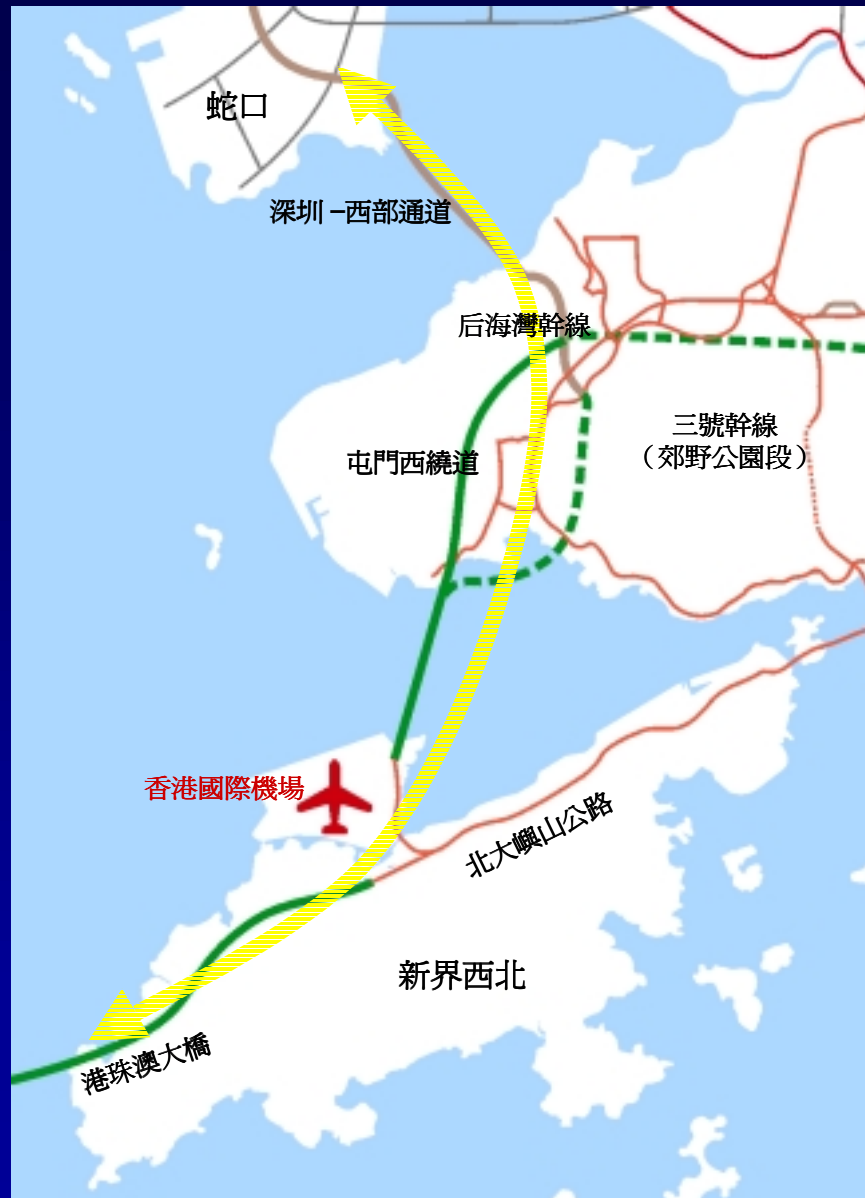 蛇口
深圳－西部通道
后海灣幹線
三號幹線
（郊野公園段）
屯門西繞道
香港國際機場
北大嶼山公路
新界西北
港珠澳大橋